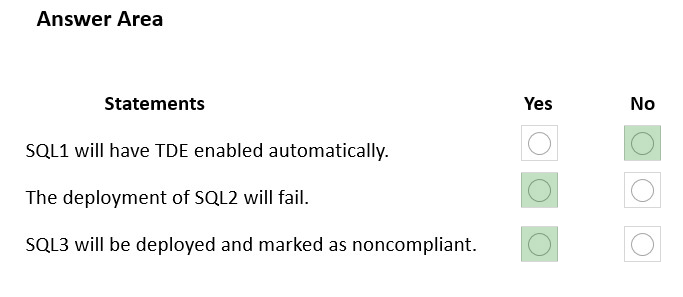 Answer Area
Statements Yes No
SQL1 will have TDE enabled automatically.
The deployment of SQL2 will fail.
SQL3 will be deployed and marked as noncompliant.